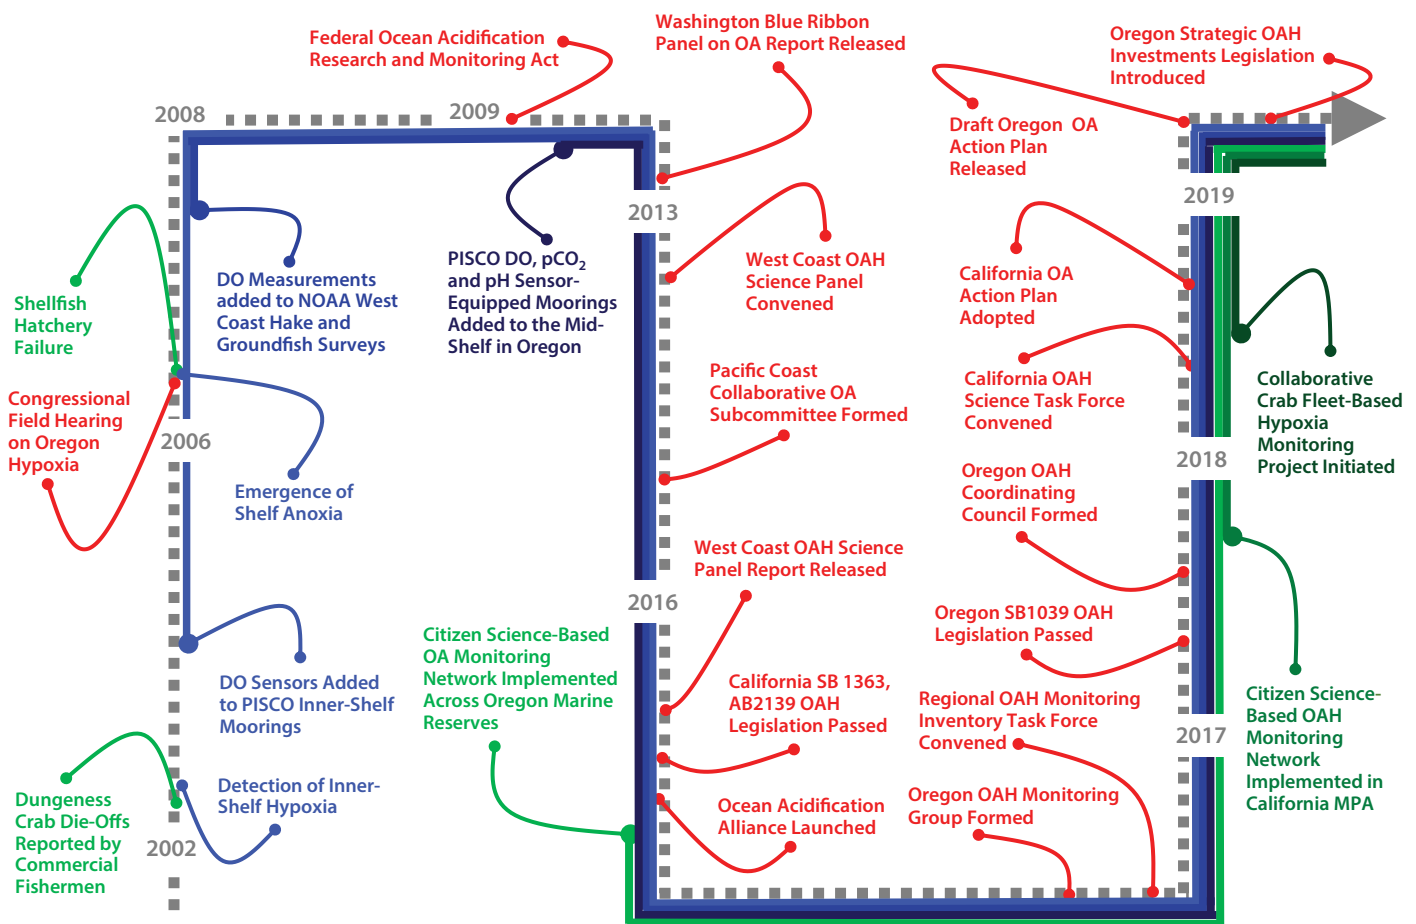 Federal Ocean Acidification
Research and Monitoring Act
Washington Blue Ribbon
Panel on OA Report Released
Oregon Strategic OAH
Investments Legislation
Introduced
2008
2009
Draft Oregon OA
Action Plan
Released
2013
2019
Shellfish
Hatchery
Failure
DO Measurements
added to NOAA West
Coast Hake and
Groundfish Surveys
PISCO DO, pCO2
and pH Sensor-
Equipped Moorings
Added to the Mid-
Shelf in Oregon
West Coast OAH
Science Panel
Convened
California OA
Action Plan
Adopted
Congressional
Field Hearing
on Oregon
Hypoxia
2006
Pacific Coast
Collaborative OA
Subcommittee Formed
California OAH
Science Task Force
Convened
Collaborative
Crab Fleet-Based
Hypoxia
Monitoring
Project Initiated
2018
Emergence of
Shelf Anoxia
Oregon OAH
Coordinating
Council Formed
West Coast OAH Science
Panel Report Released
2016
Oregon SB1039 OAH
Legislation Passed
Citizen Science-Based
OA Monitoring
Network Implemented
Across Oregon Marine
Reserves
DO Sensors Added
to PISCO Inner-Shelf
Moorings
California SB 1363,
AB2139 OAH
Legislation Passed
Regional OAH Monitoring
Inventory Task Force
Convened
2017
Citizen Science-
Based OAH
Monitoring
Network
Implemented in
California MPA
Detection of Inner-
Shelf Hypoxia
Dungeness
Crab Die-Offs
Reported by
Commercial
Fishermen
2002
Ocean Acidification
Alliance Launched
Oregon OAH Monitoring
Group Formed